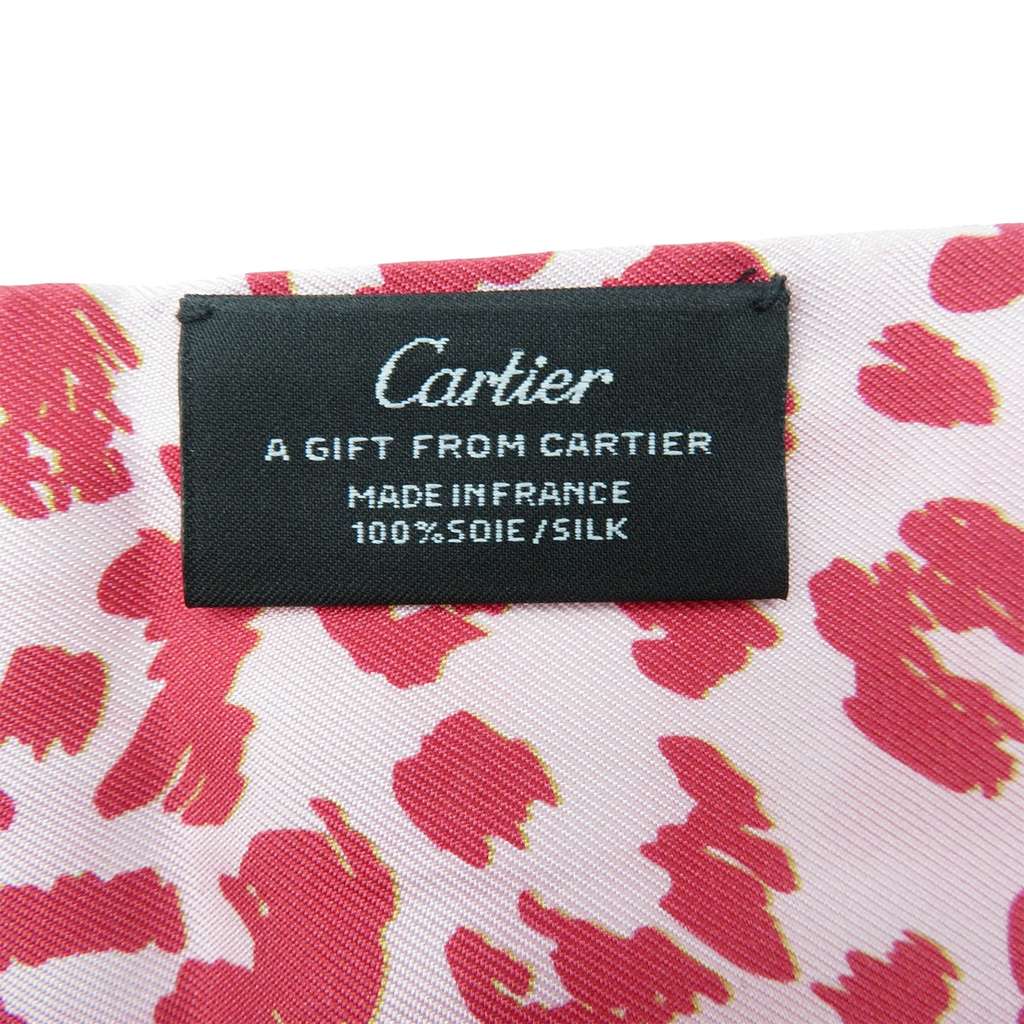 Cartier
A GIFT FROM CARTIER
MADE IN FRANCE
100%SOIE/SILK